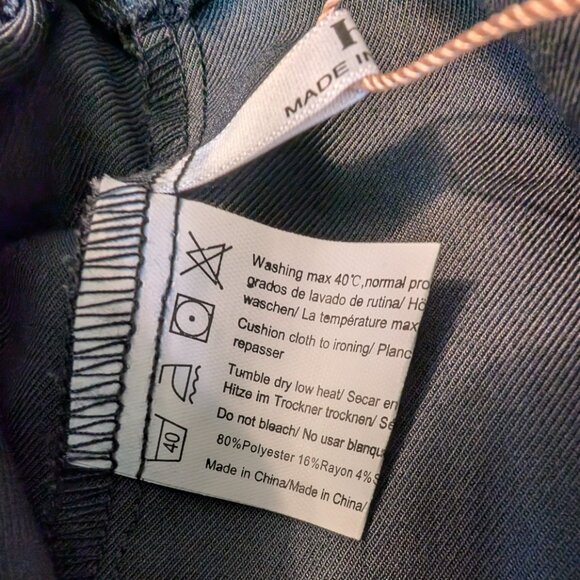 MADE IN
Washing max 40℃,normal pro
grados de lavado de rutina/ Hö
waschen/ La température max
Cushion cloth to ironing/ Planc
repasser
Tumble dry low heat/ Secar en
Hitze im Trockner trocknen/ Sé
Do not bleach/ No usar blanqu
80%Polyester 16%Rayon 4%S
Made in China/Made in China/
40